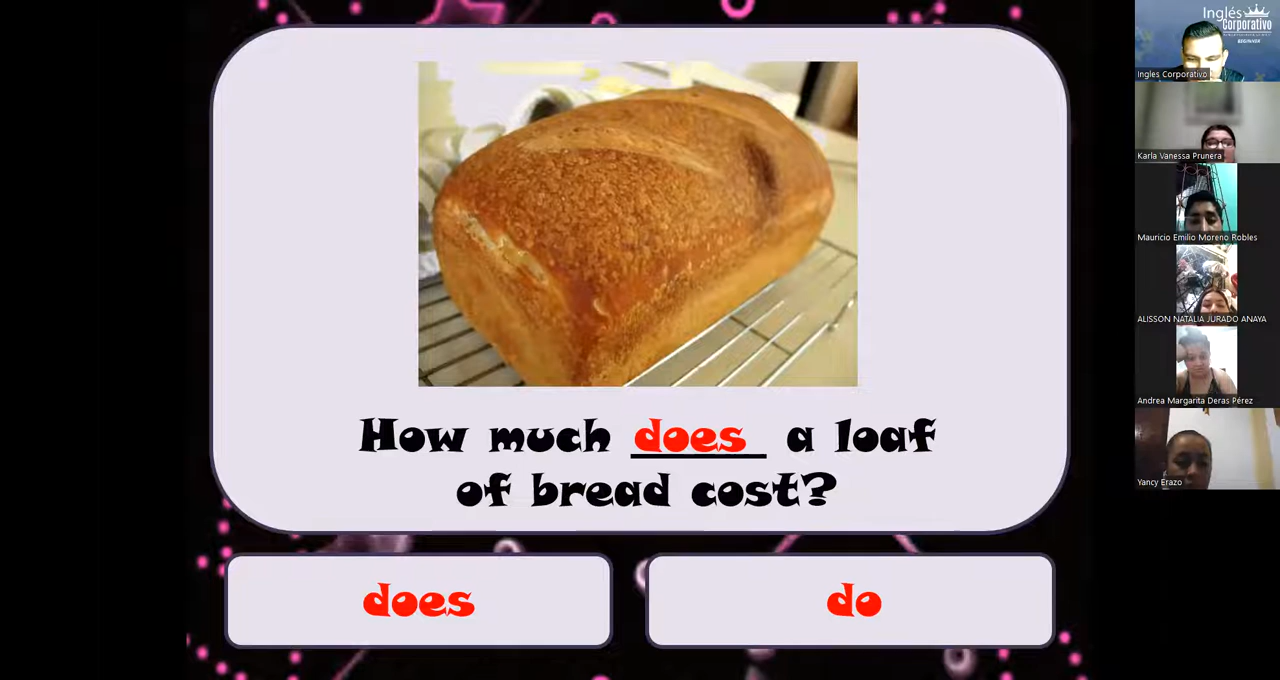 How much does a loaf
of bread cost?
does
do
Inglés
Corporativo
BEGINNER
Ingles Corporativo
Karla Vanessa Prunera
Mauricio Emilio Moreno Robles
ALISSON NATALIA JURADO ANAYA
Andrea Margarita Deras Pérez
Yancy Erazo